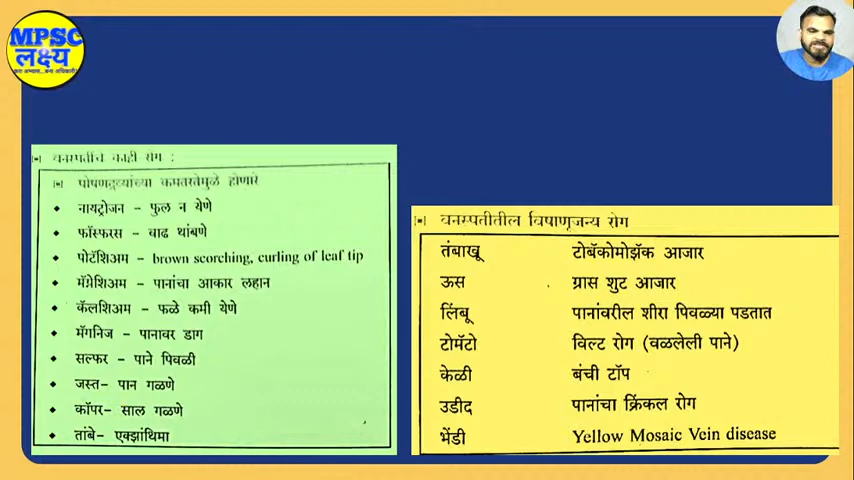 MPSC
लक्ष्य
वनस्पतींचे काही रोग :
पोषणद्रव्यांच्या कमतरतेमुळे होणारे
नायट्रोजन – फुल न येणे
फॉस्फरस – वाढ थांबणे
पोटॅशिअम – brown scorching, curling of leaf tip
मॅग्नेशिअम – पानांचा आकार लहान
कॅलशिअम – फळे कमी येणे
मॅगनिज – पानावर डाग
सल्फर – पाने पिवळी
जस्त– पान गळणे
कॉपर– साल गळणे
तांबे– एक्झांथिमा
वनस्पतीतील विषाणूजन्य रोग
तंबाखू टोबॅकोमोझॅक आजार
ऊस ग्रास शुट आजार
लिंबू पानांवरील शीरा पिवळ्या पडतात
टोमॅटो विल्ट रोग (वळलेली पाने)
केळी बंची टॉप
उडीद पानांचा क्रिंकल रोग
भेंडी Yellow Mosaic Vein disease